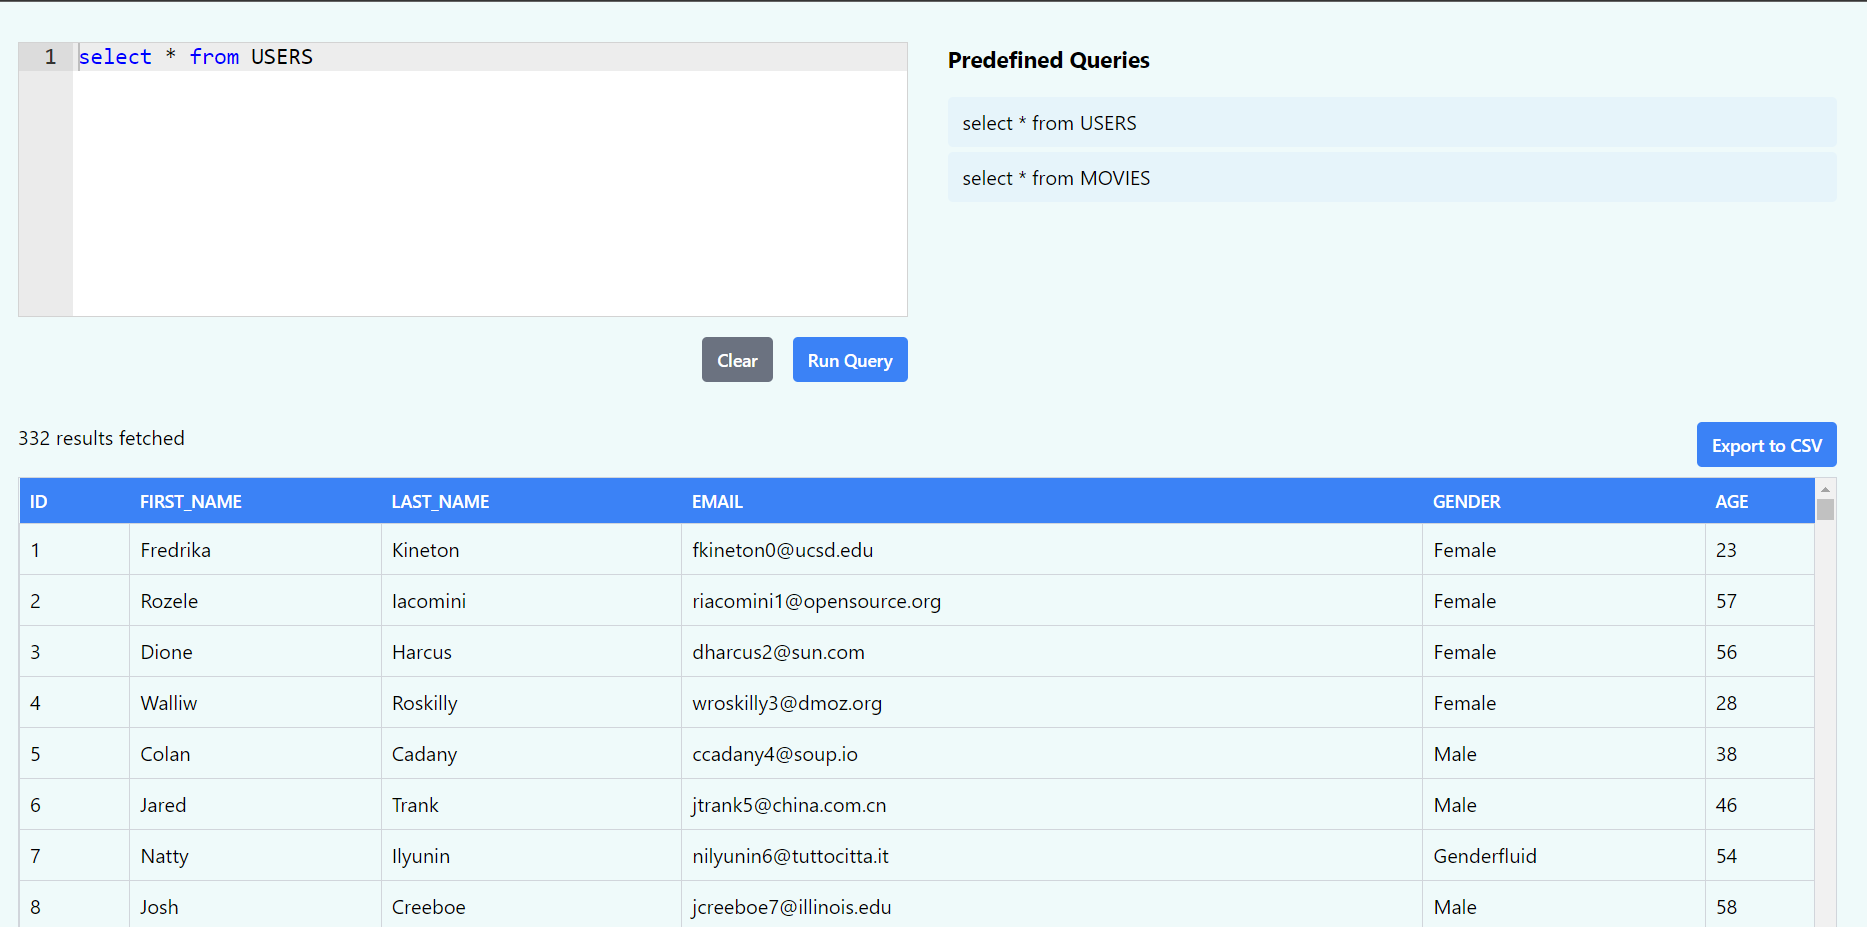 1 select * from USERS
Predefined Queries
select * from USERS
select * from MOVIES
Clear Run Query
332 results fetched
Export to CSV
ID FIRST_NAME LAST_NAME EMAIL GENDER AGE
1 Fredrika Kineton fkineton0@ucsd.edu Female 23
2 Rozele Iacomini riacomini1@opensource.org Female 57
3 Dione Harcus dharcus2@sun.com Female 56
4 Walliw Roskilly wroskilly3@dmoz.org Female 28
5 Colan Cadany ccadany4@soup.io Male 38
6 Jared Trank jtrank5@china.com.cn Male 46
7 Natty Ilyunin nilyunin6@tuttocitta.it Genderfluid 54
8 Josh Creeboe jcreeboe7@illinois.edu Male 58